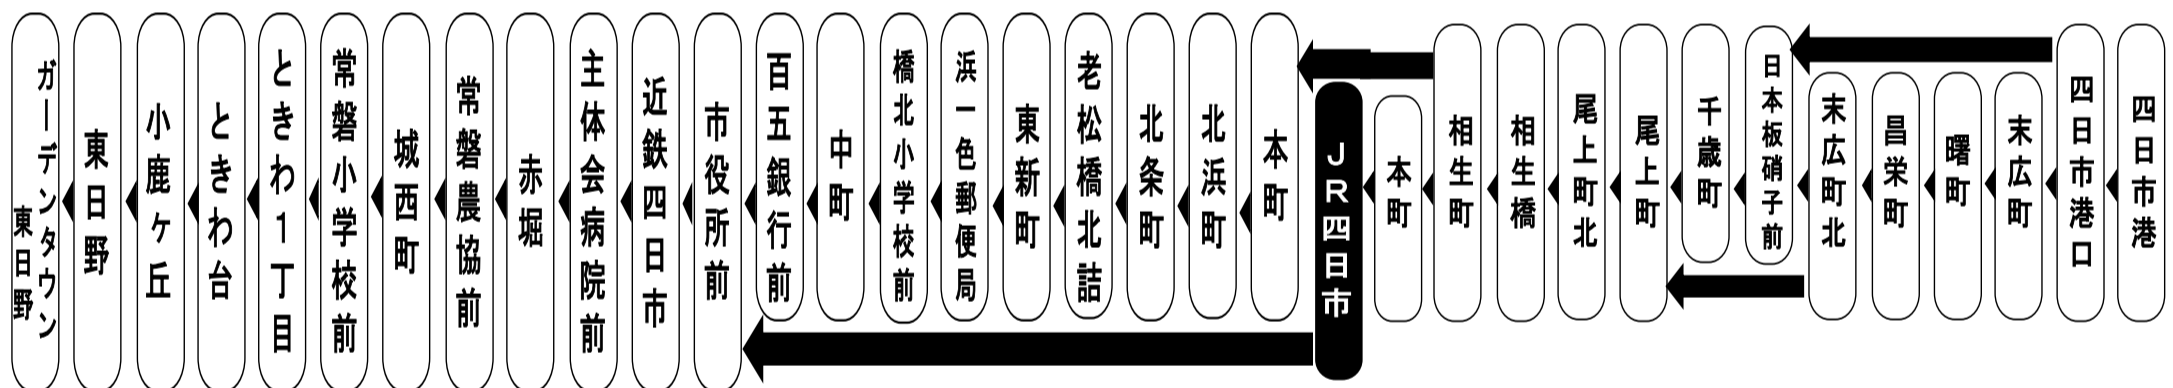 四日市港
四日市港口
末広町
曙町
昌栄町
末広町北
日本板硝子前
千歳町
尾上町
尾上町北
相生橋
相生町
本町
JR四日市
本町
北浜町
北条町
老松橋北詰
東新町
浜一色郵便局
橋北小学校前
中町
百五銀行前
市役所前
近鉄四日市
主体会病院前
赤堀
常磐農協前
城西町
常磐小学校前
ときわ1丁目
ときわ台
小鹿ヶ丘
東日野
ガーデンタウン
東日野